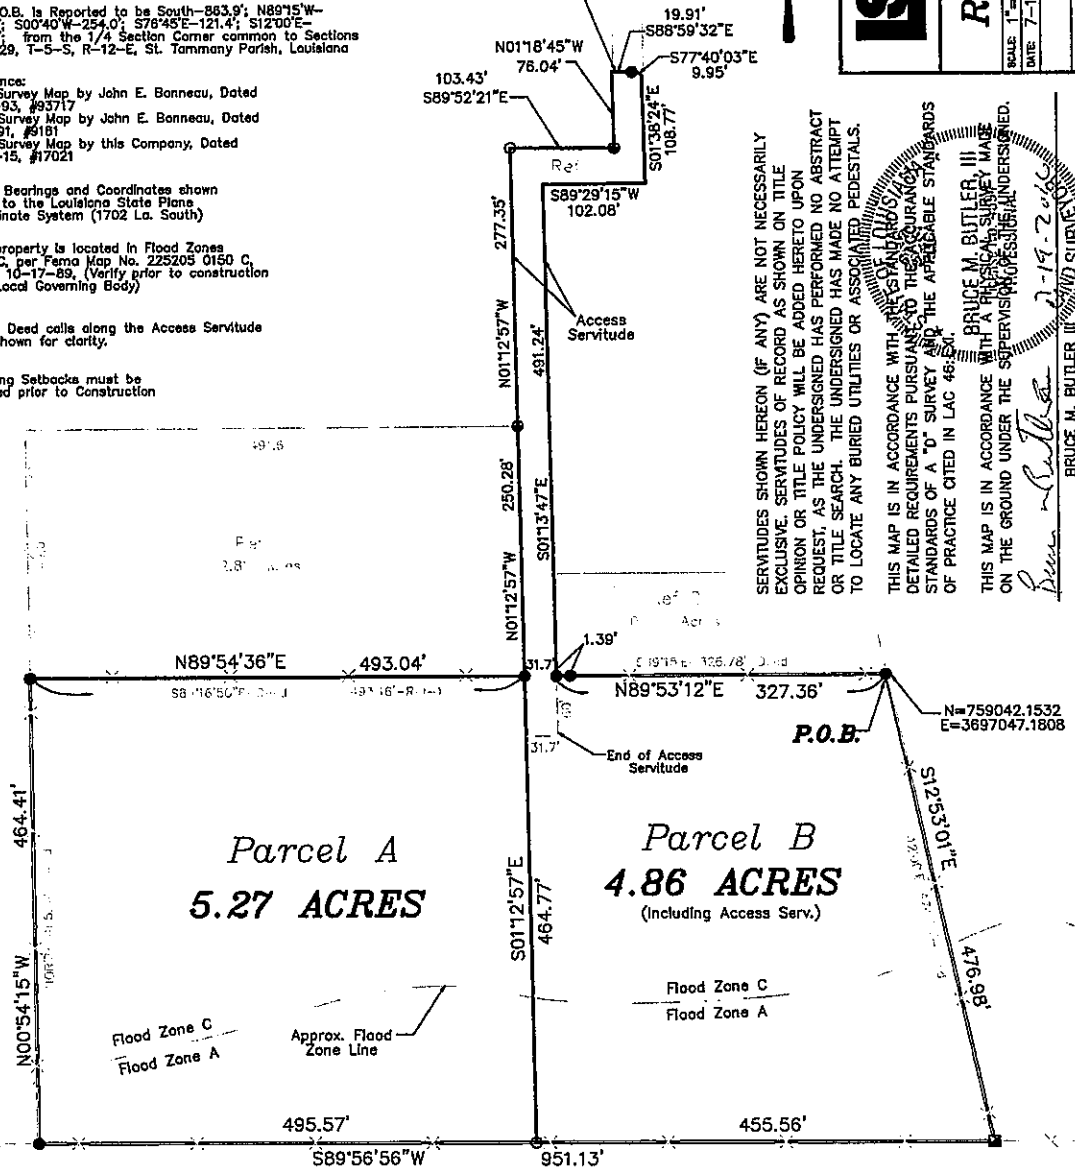 O.B. is Reported to be South-863.9'; N89°15'W-
'; S00°40'W-254.0'; S76°45'E-121.4'; S12°00'E-
'; from the 1/4 Section Corner common to Sections
29, T-5-S, R-12-E, St. Tammany Parish, Louisiana
nce:
Survey Map by John E. Bonneau, Dated
-93, #93717
Survey Map by John E. Bonneau, Dated
91, #9181
Survey Map by this Company, Dated
-15, #17021
Bearings and Coordinates shown
to the Louisiana State Plane
inate System (1702 La. South)
roperty is located in Flood Zones
C, per Fema Map No. 225205 0150 C,
10-17-89, (Verify prior to construction
Local Governing Body)
Deed calls along the Access Servitude
hown for clarity.
ng Setbacks must be
d prior to Construction
19.91'
S88°59'32"E
N01°18'45"W
76.04'
S77°40'03"E
9.95'
103.43'
S89°52'21"E
S01°38'24"E
108.77'
Ref
S89°29'15"W
102.08'
277.35'
N01°12'57"W
491.24'
S01°13'47"E
Access
Servitude
250.28'
N01°12'57"W
491.6
SCALE: 1"=
DATE: 7-1
SERVITUDES SHOWN HEREON (IF ANY) ARE NOT NECESSARILY
EXCLUSIVE. SERVITUDES OF RECORD AS SHOWN ON TITLE
OPINION OR TITLE POLICY WILL BE ADDED HERETO UPON
REQUEST, AS THE UNDERSIGNED HAS PERFORMED NO ABSTRACT
OR TITLE SEARCH. THE UNDERSIGNED HAS MADE NO ATTEMPT
TO LOCATE ANY BURIED UTILITIES OR ASSOCIATED PEDESTALS.
THIS MAP IS IN ACCORDANCE WITH THE STANDARDS
DETAILED REQUIREMENTS PURSUANT TO THE ACCURANCY
STANDARDS OF A "D" SURVEY AND THE APPLICABLE STANDARDS
OF PRACTICE CITED IN LAC 46:LXI.
THIS MAP IS IN ACCORDANCE WITH A PHYSICAL SURVEY MADE
ON THE GROUND UNDER THE SUPERVISION OF THE UNDERSIGNED.
BRUCE M. BUTLER, III
PROFESSIONAL
BRUCE M. BUTLER III
N89°54'36"E 493.04'
31.7'
1.39'
N89°53'12"E 327.36'
N=759042.1532
E=3697047.1808
P.O.B.
31.7'
End of Access
Servitude
464.41'
N00°54'15"W
Parcel A
5.27 ACRES
S01°12'57"E
464.77'
Parcel B
4.86 ACRES
(Including Access Serv.)
S12°53'01"E
476.98'
Flood Zone C
Flood Zone A
Approx. Flood
Zone Line
Flood Zone C
Flood Zone A
495.57'
455.56'
S89°56'56"W 951.13'